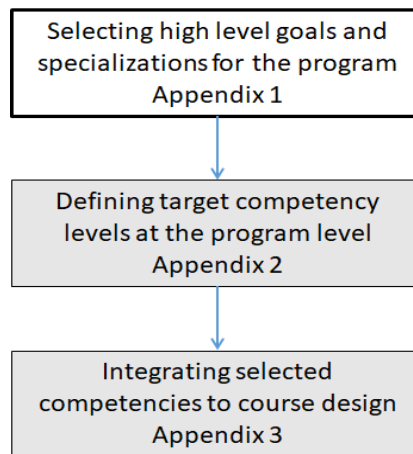 Selecting high level goals and
specializations for the program
Appendix 1
Defining target competency
levels at the program level
Appendix 2
Integrating selected
competencies to course design
Appendix 3